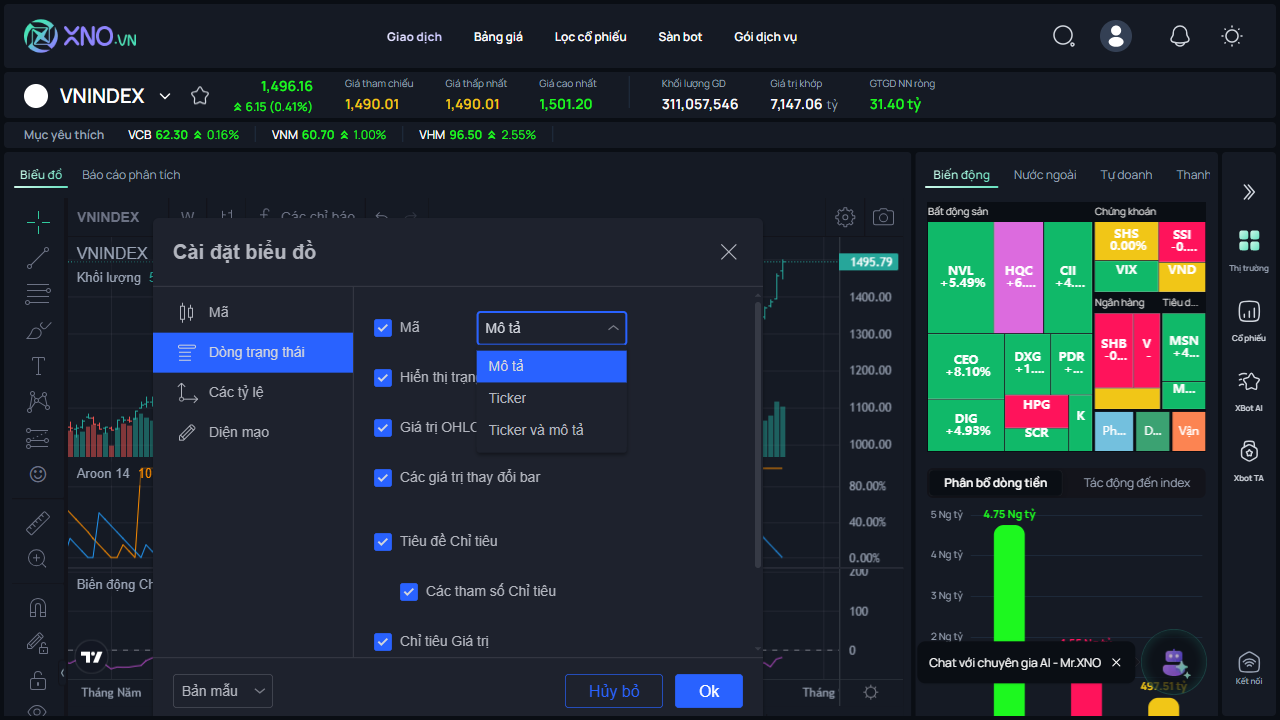 XNO.VN
Giao dịch
Bảng giá
Lọc cổ phiếu
Sàn bot
Gói dịch vụ
VNINDEX
1,496.16
6.15 (0.41%)
Giá tham chiếu
1,490.01
Giá thấp nhất
1,490.01
Giá cao nhất
1,501.20
Khối lượng GD
311,057,546
Giá trị khớp
7,147.06 tỷ
GTGD NN ròng
31.40 tỷ
Mục yêu thích
VCB 62.30 0.16%
VNM 60.70 1.00%
VHM 96.50 2.55%
Biểu đồ
Báo cáo phân tích
VNINDEX
W
Các chỉ báo
VNINDEX
Khối lượng
Aroon 14
Tháng Năm
Tháng
Cài đặt biểu đồ
Mã
Dòng trạng thái
Các tỷ lệ
Diện mạo
Mã
Mô tả
Mô tả
Ticker
Ticker và mô tả
Hiển thị trạng
Giá trị OHLC
Các giá trị thay đổi bar
Tiêu đề Chỉ tiêu
Các tham số Chỉ tiêu
Chỉ tiêu Giá trị
Bản mẫu
Hủy bỏ
Ok
1495.79
1400.00
1300.00
1200.00
1100.00
1000.00
80.00%
40.00%
0.00%
200
100
0
Biến động
Nước ngoài
Tự doanh
Thanh
Bất động sản
Chứng khoán
NVL
+5.49%
HQC
+6....
CII
+4....
CEO
+8.10%
DXG
+1....
PDR
+...
DIG
+4.93%
HPG
SCR
K
SHS
0.00%
SSI
-0....
VIX
VND
Ngân hàng
Tiêu d...
SHB
-0...
V
-
MSN
+4...
M...
Ph...
D...
Vận
Phân bổ dòng tiền
Tác động đến index
5 Ng tỷ
4 Ng tỷ
3 Ng tỷ
2 Ng tỷ
4.75 Ng tỷ
497.51 tỷ
Chat với chuyên gia AI - Mr.XNO
Thị trường
Cổ phiếu
XBot AI
Xbot TA
Kết nối